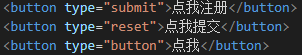 <button type="submit">点我注册</button>
<button type="reset">点我提交</button>
<button type="button">点我</button>